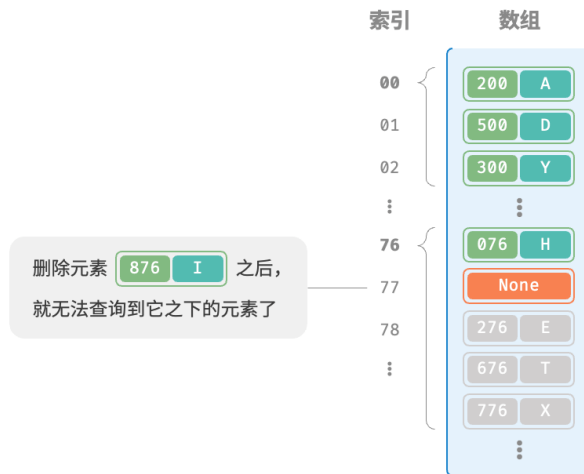 索引 数组
00 200 A
01 500 D
02 300 Y
76 076 H
删除元素 876 I 之后，
77 None
就无法查询到它之下的元素了
78 276 E
676 T
776 X